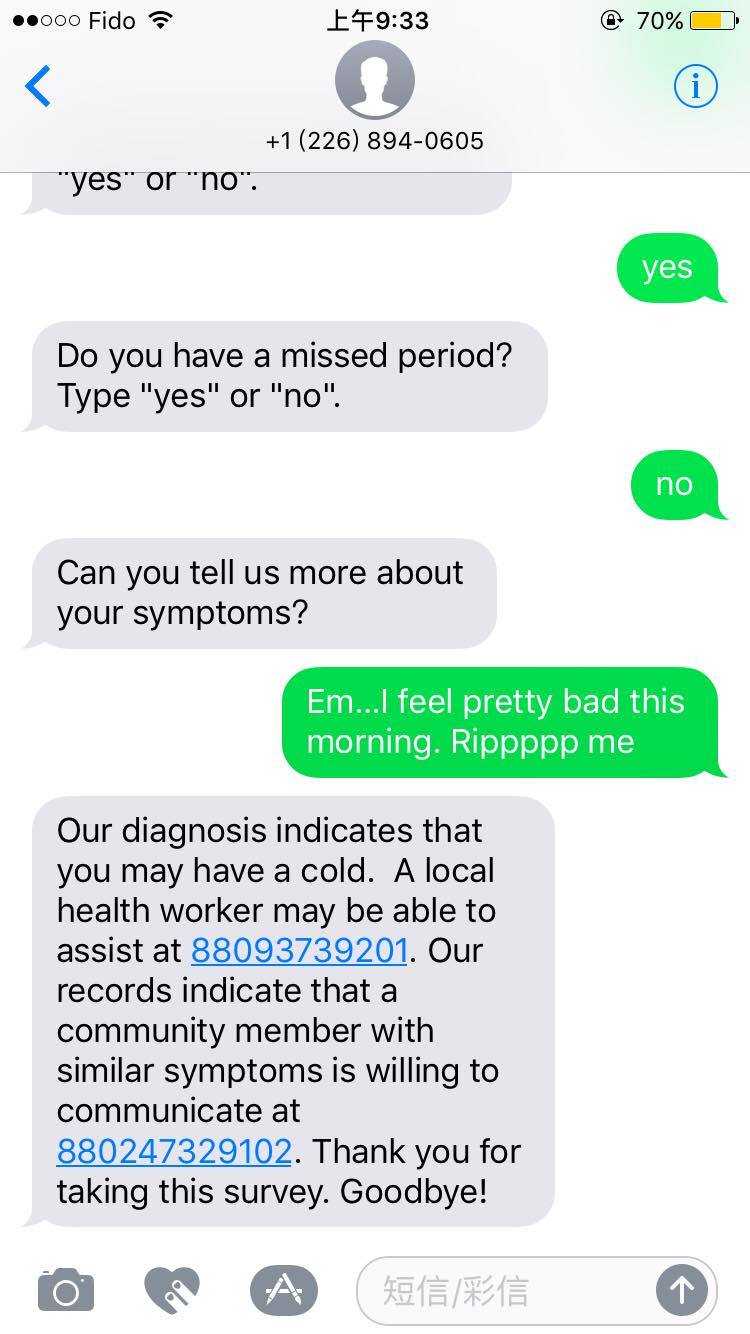 Fido 上午9:33 70%
+1 (226) 894-0605
"yes" or "no".
yes
Do you have a missed period?
Type "yes" or "no".
no
Can you tell us more about
your symptoms?
Em...I feel pretty bad this
morning. Rippppp me
Our diagnosis indicates that
you may have a cold.  A local
health worker may be able to
assist at 88093739201. Our
records indicate that a
community member with
similar symptoms is willing to
communicate at
880247329102. Thank you for
taking this survey. Goodbye!
短信/彩信